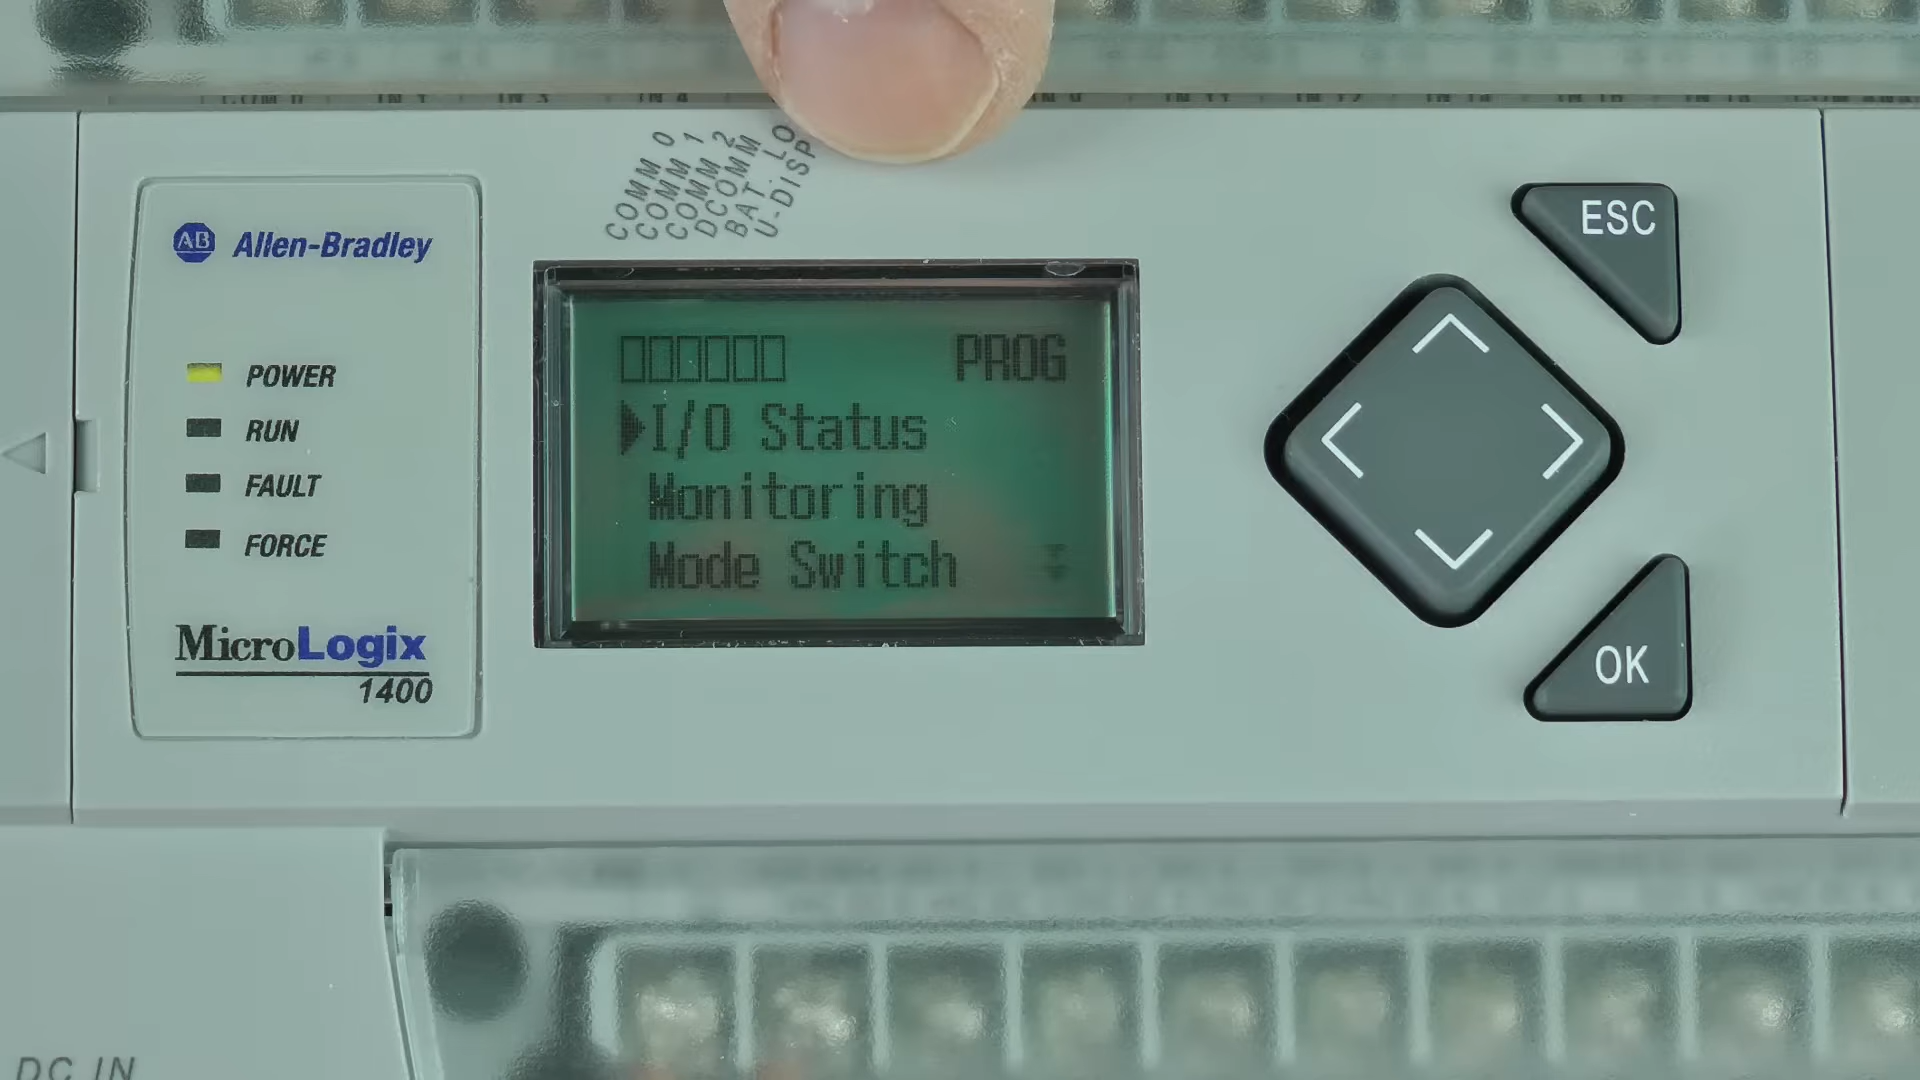 COMM 0
COMM 1
COMM 2
DCOMM
BAT. LO
U-DISP
AB Allen-Bradley
POWER
RUN
FAULT
FORCE
MicroLogix
1400
PROG
I/O Status
Monitoring
Mode Switch
ESC
OK
DC IN